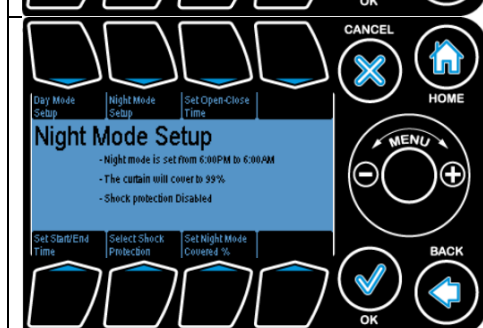 OK
CANCEL
HOME
Day Mode Setup
Night Mode Setup
Set Open-Close Time
Night Mode Setup
- Night mode is set from 6:00PM to 6:00AM
- The curtain will cover to 99%
- Shock protection Disabled
MENU
Set Start/End Time
Select Shock Protection
Set Night Mode Covered %
BACK
OK